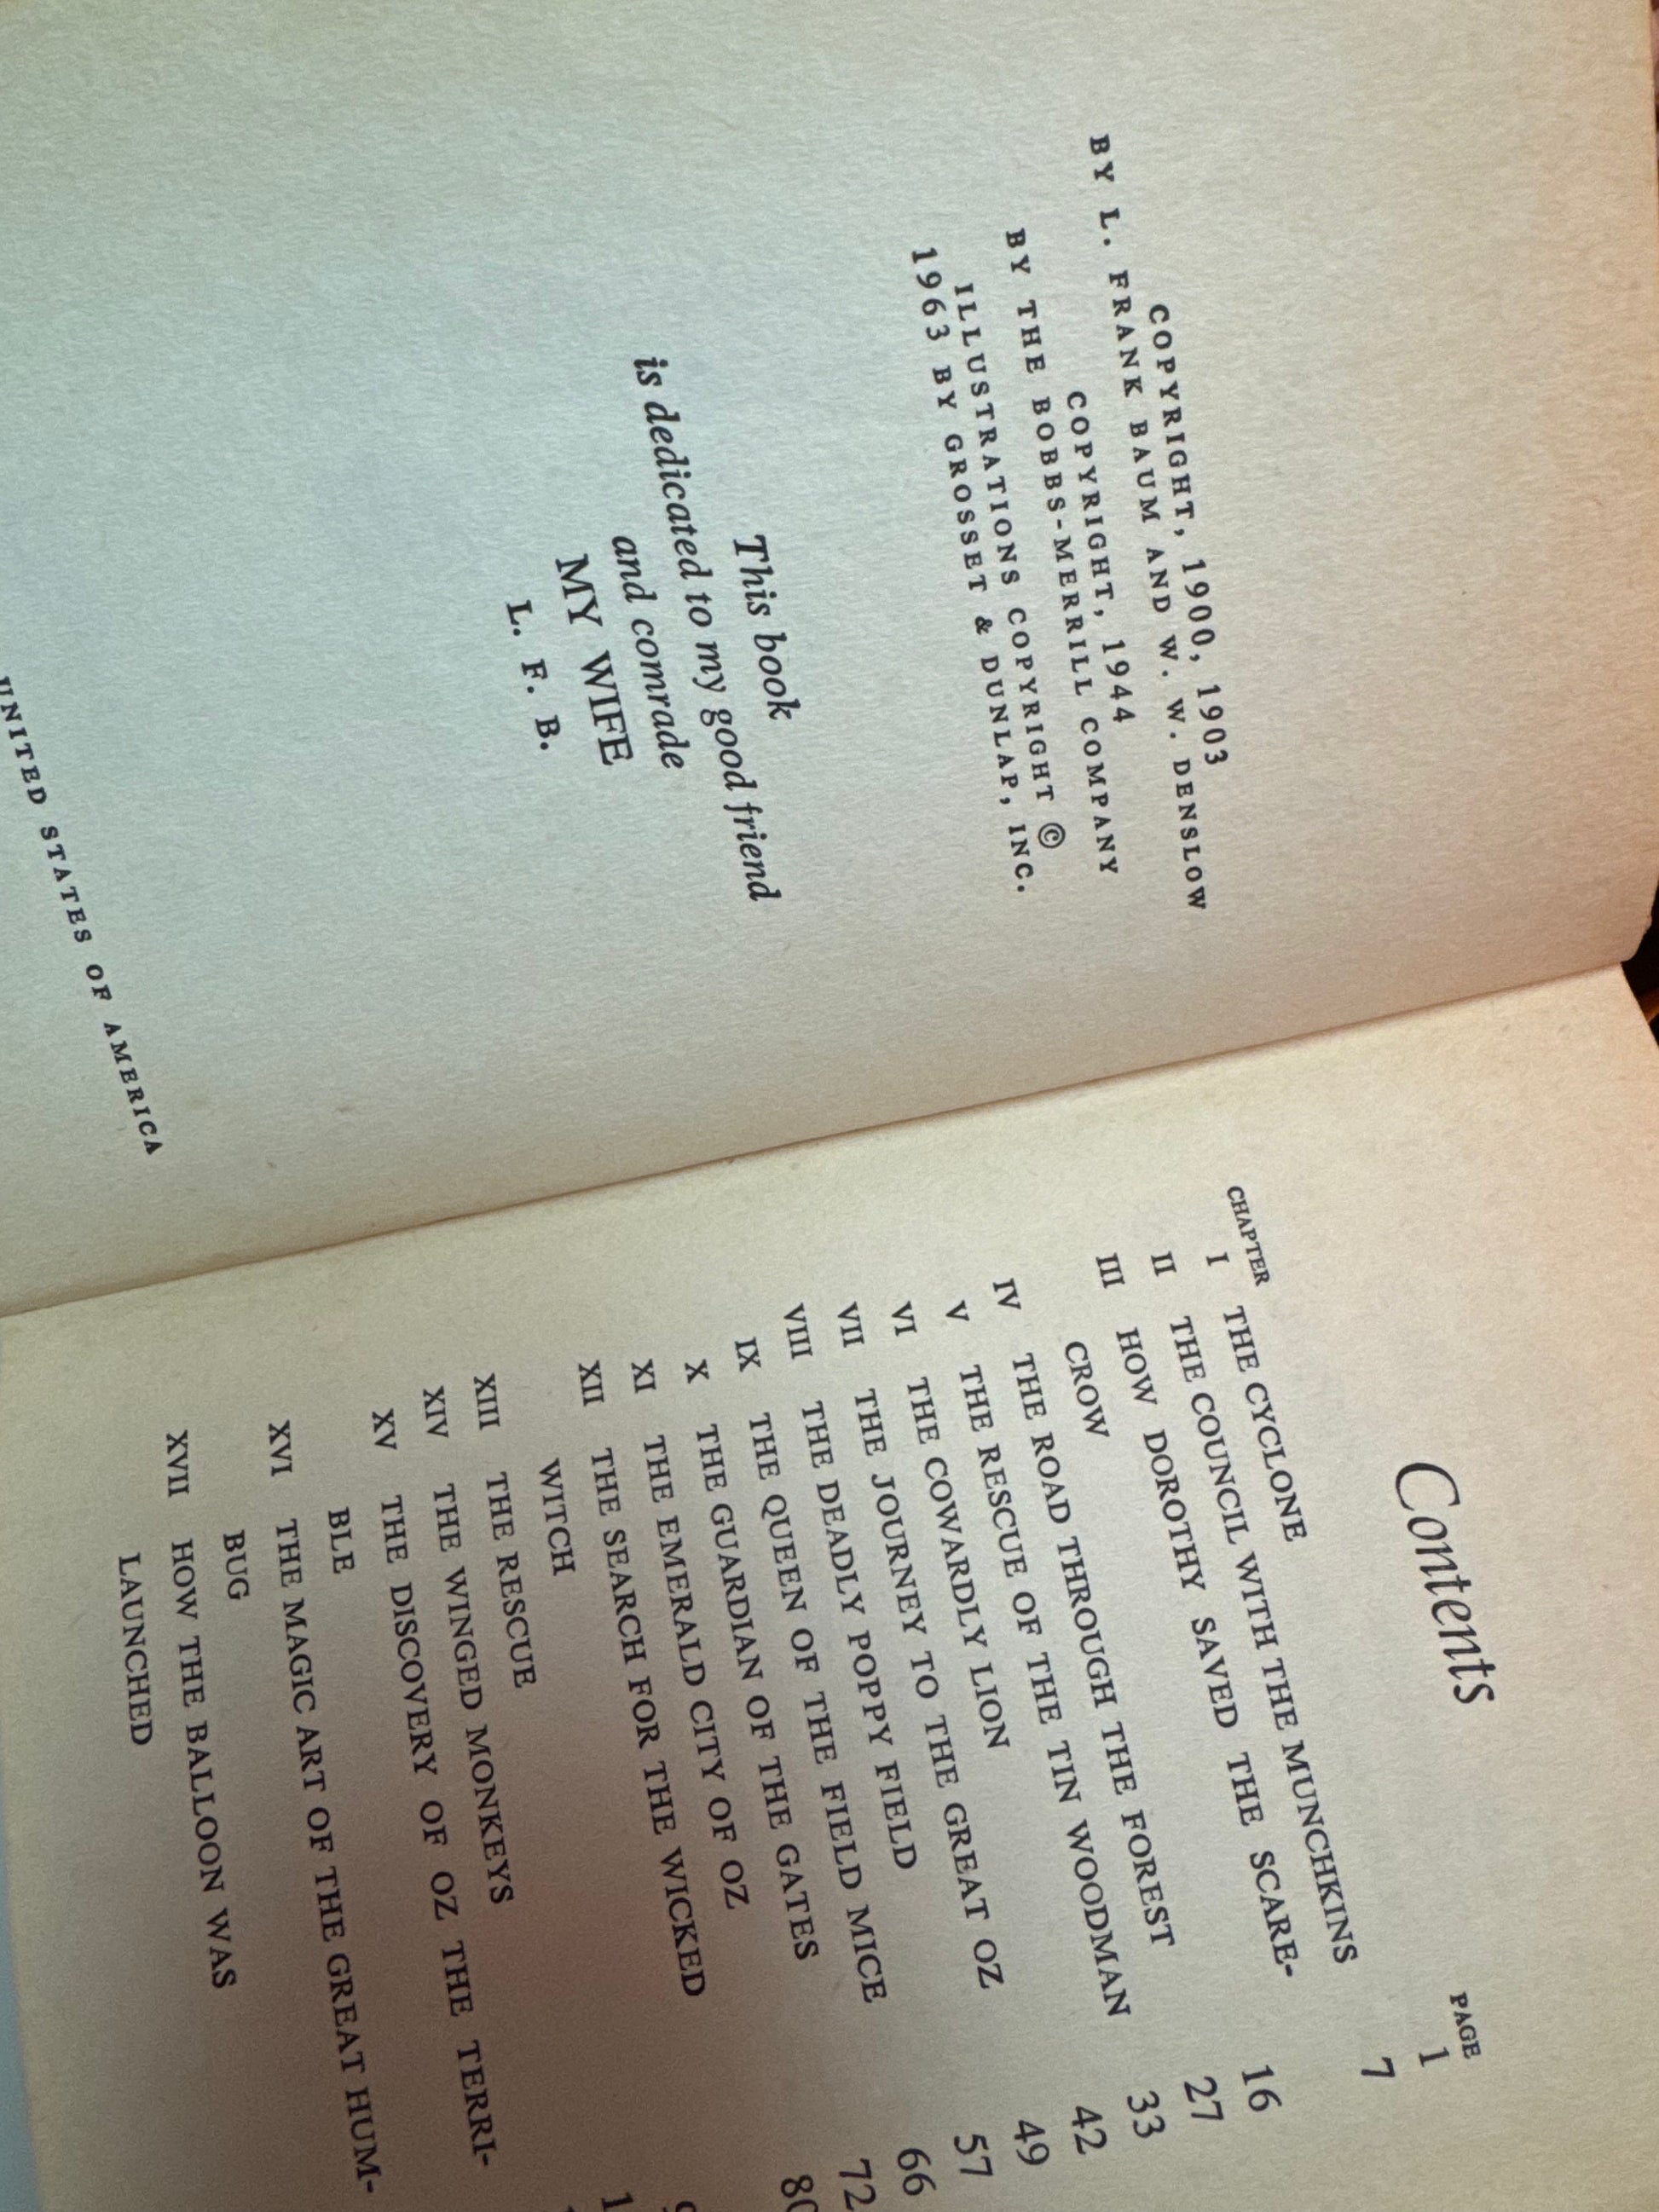 COPYRIGHT, 1900, 1903
BY L. FRANK BAUM AND W. W. DENSLOW
COPYRIGHT, 1944
BY THE BOBBS-MERRILL COMPANY
ILLUSTRATIONS COPYRIGHT ©
1963 BY GROSSET & DUNLAP, INC.
This book
is dedicated to my good friend
and comrade
MY WIFE
L. F. B.
UNITED STATES OF AMERICA
Contents
CHAPTER PAGE
I THE CYCLONE 1
II THE COUNCIL WITH THE MUNCHKINS 7
III HOW DOROTHY SAVED THE SCARE-
CROW 16
IV THE ROAD THROUGH THE FOREST 27
V THE RESCUE OF THE TIN WOODMAN 33
VI THE COWARDLY LION 42
VII THE JOURNEY TO THE GREAT OZ 49
VIII THE DEADLY POPPY FIELD 57
IX THE QUEEN OF THE FIELD MICE 66
X THE GUARDIAN OF THE GATES 72
XI THE EMERALD CITY OF OZ 80
XII THE SEARCH FOR THE WICKED
WITCH
XIII THE RESCUE
XIV THE WINGED MONKEYS
XV THE DISCOVERY OF OZ THE TERRI-
BLE
XVI THE MAGIC ART OF THE GREAT HUM-
BUG
XVII HOW THE BALLOON WAS
LAUNCHED